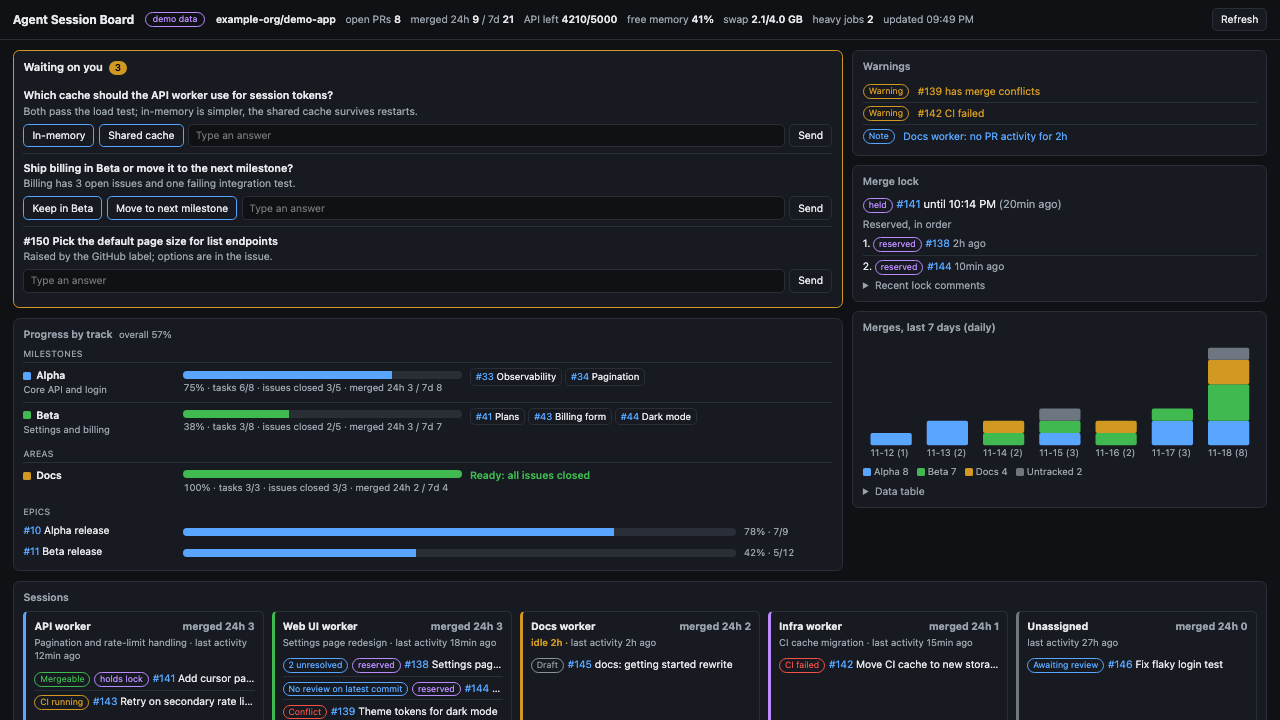 Agent Session Board demo data example-org/demo-app open PRs 8 merged 24h 9 / 7d 21 API left 4210/5000 free memory 41% swap 2.1/4.0 GB heavy jobs 2 updated 09:49 PM Refresh
Waiting on you 3
Which cache should the API worker use for session tokens?
Both pass the load test; in-memory is simpler, the shared cache survives restarts.
In-memory Shared cache Type an answer Send
Ship billing in Beta or move it to the next milestone?
Billing has 3 open issues and one failing integration test.
Keep in Beta Move to next milestone Type an answer Send
#150 Pick the default page size for list endpoints
Raised by the GitHub label; options are in the issue.
Type an answer Send
Progress by track overall 57%
MILESTONES
Alpha
Core API and login
75% · tasks 6/8 · issues closed 3/5 · merged 24h 3 / 7d 8
#33 Observability #34 Pagination
Beta
Settings and billing
38% · tasks 3/8 · issues closed 2/5 · merged 24h 3 / 7d 7
#41 Plans #43 Billing form #44 Dark mode
AREAS
Docs
100% · tasks 3/3 · issues closed 3/3 · merged 24h 2 / 7d 4
Ready: all issues closed
EPICS
#10 Alpha release 78% · 7/9
#11 Beta release 42% · 5/12
Warnings
Warning #139 has merge conflicts
Warning #142 CI failed
Note Docs worker: no PR activity for 2h
Merge lock
held #141 until 10:14 PM (20min ago)
Reserved, in order
1. reserved #138 2h ago
2. reserved #144 10min ago
Recent lock comments
Merges, last 7 days (daily)
11-12 (1) 11-13 (2) 11-14 (2) 11-15 (3) 11-16 (2) 11-17 (3) 11-18 (8)
Alpha 8 Beta 7 Docs 4 Untracked 2
Data table
Sessions
API worker merged 24h 3
Pagination and rate-limit handling · last activity
12min ago
Mergeable holds lock #141 Add cursor pa...
CI running #143 Retry on secondary rate li...
Web UI worker merged 24h 3
Settings page redesign · last activity 18min ago
2 unresolved reserved #138 Settings pag...
No review on latest commit reserved #144 ...
Conflict #139 Theme tokens for dark mode
Docs worker merged 24h 2
idle 2h · last activity 2h ago
Draft #145 docs: getting started rewrite
Infra worker merged 24h 1
CI cache migration · last activity 15min ago
CI failed #142 Move CI cache to new stora...
Unassigned merged 24h 0
last activity 27h ago
Awaiting review #146 Fix flaky login test